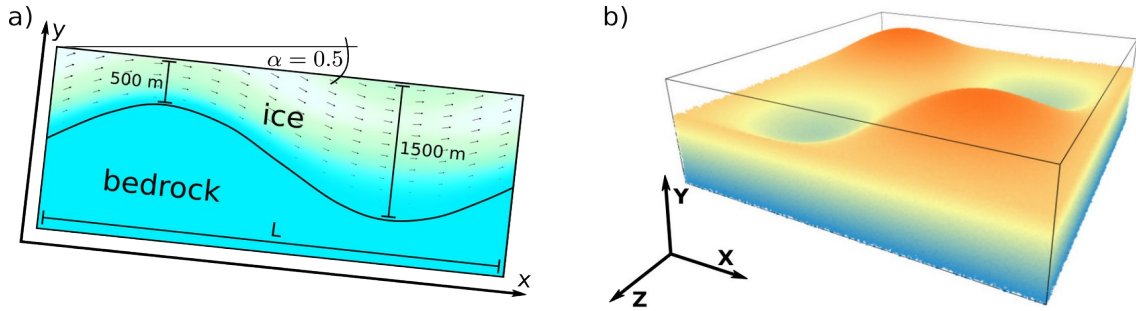 a)
y
α = 0.5
500 m
ice
1500 m
bedrock
L
x
b)
Y
X
Z